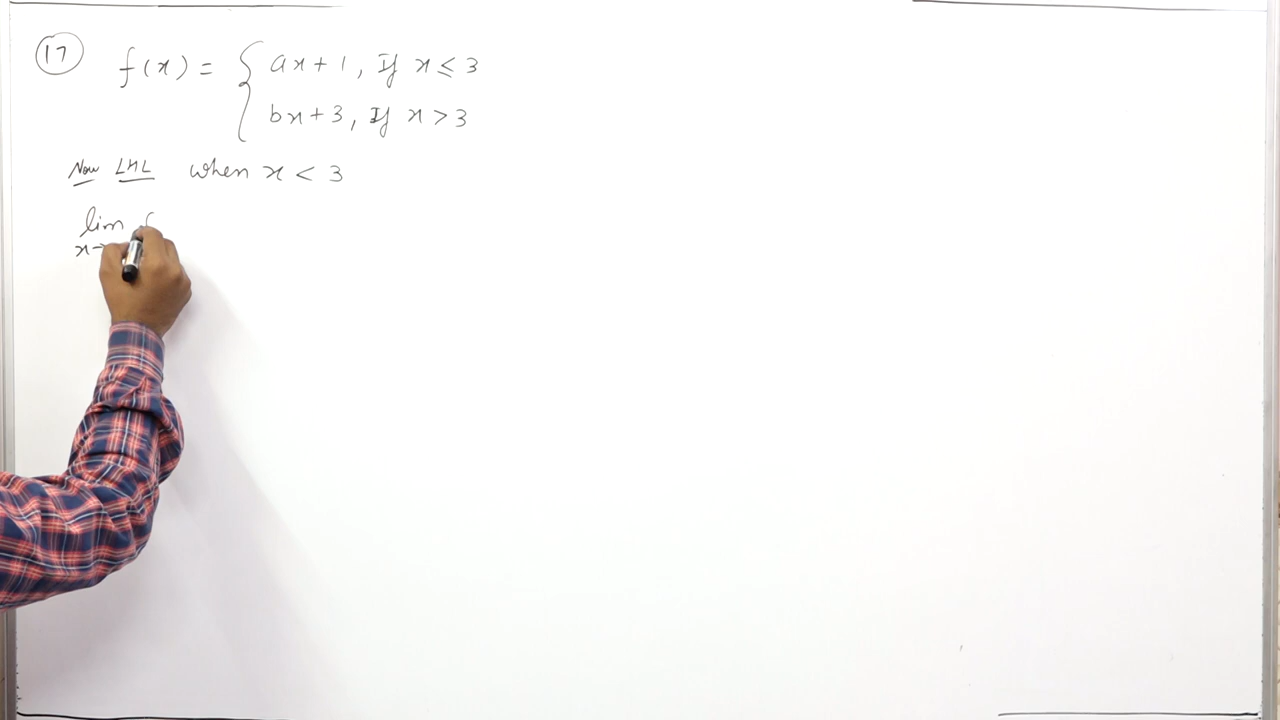 17
f(x) = { ax+1, If x ≤ 3
bx+3, If x > 3
Now LHL when x < 3
lim
x→